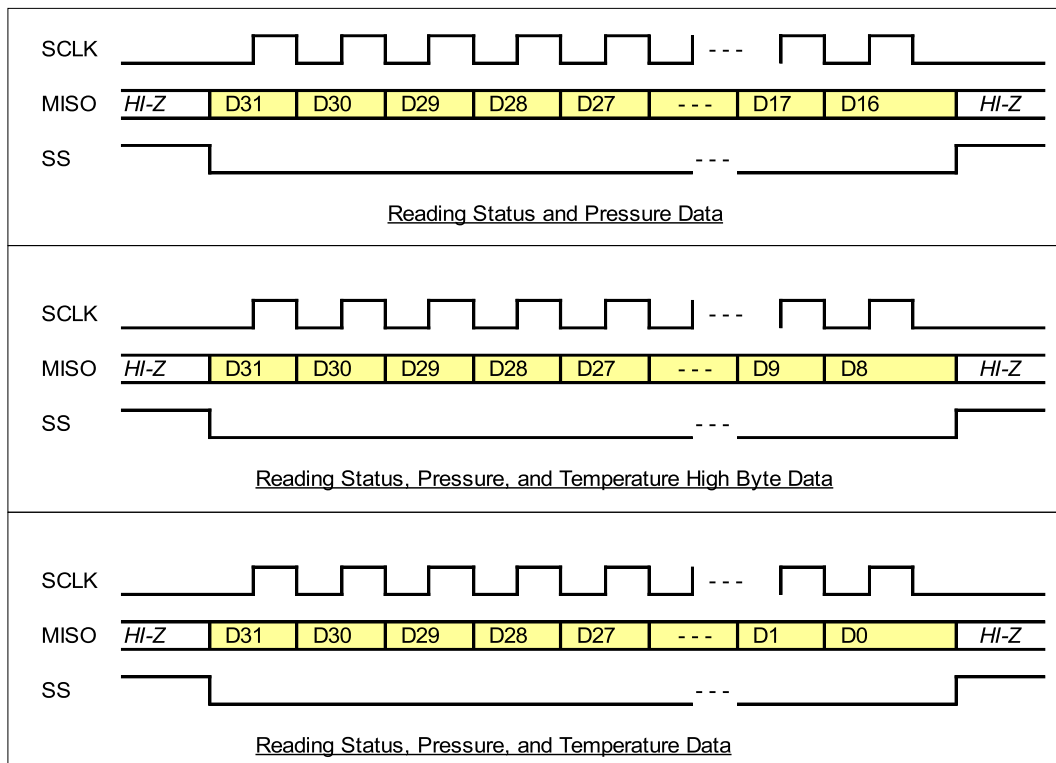 SCLK - - -
MISO HI-Z D31 D30 D29 D28 D27 - - - D17 D16 HI-Z
SS - - -
Reading Status and Pressure Data
SCLK - - -
MISO HI-Z D31 D30 D29 D28 D27 - - - D9 D8 HI-Z
SS - - -
Reading Status, Pressure, and Temperature High Byte Data
SCLK - - -
MISO HI-Z D31 D30 D29 D28 D27 - - - D1 D0 HI-Z
SS - - -
Reading Status, Pressure, and Temperature Data